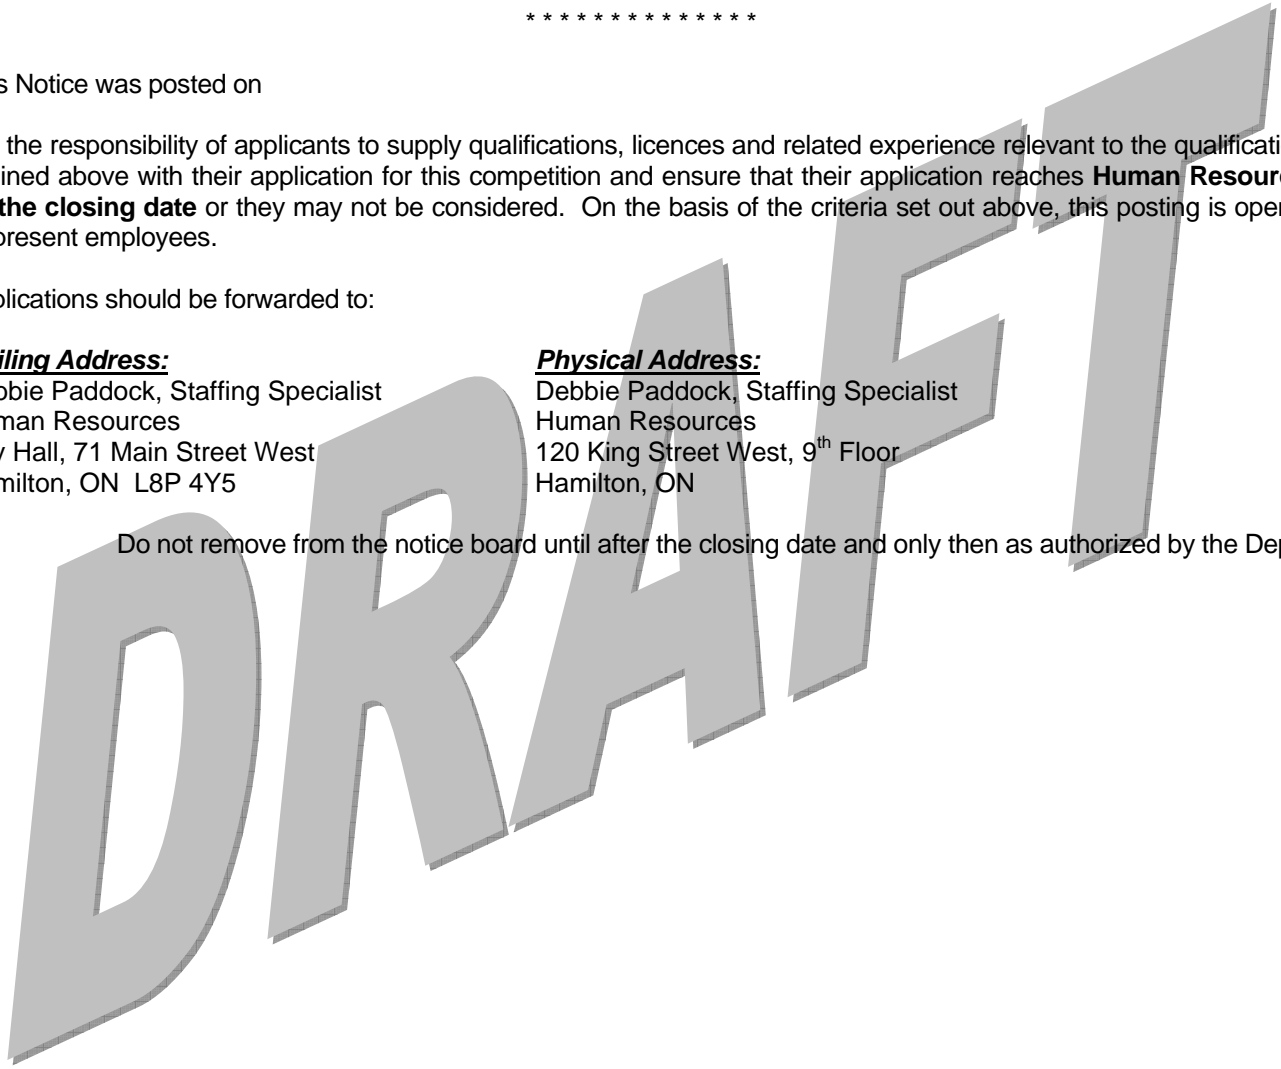 * * * * * * * * * * * * * *
s Notice was posted on
the responsibility of applicants to supply qualifications, licences and related experience relevant to the qualificati
ined above with their application for this competition and ensure that their application reaches Human Resour
the closing date or they may not be considered. On the basis of the criteria set out above, this posting is oper
present employees.
plications should be forwarded to:
iling Address:
Physical Address:
bbie Paddock, Staffing Specialist
Debbie Paddock, Staffing Specialist
man Resources
Human Resources
y Hall, 71 Main Street West
120 King Street West, 9th Floor
milton, ON L8P 4Y5
Hamilton, ON
Do not remove from the notice board until after the closing date and only then as authorized by the Dep
DRAFT